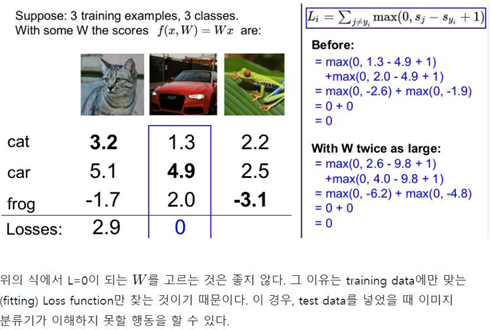 Suppose: 3 training examples, 3 classes.
With some W the scores f(x, W) = Wx are:
cat 3.2 1.3 2.2
car 5.1 4.9 2.5
frog -1.7 2.0 -3.1
Losses: 2.9 0
L_i = ∑_{j≠y_i} max(0, s_j − s_{y_i} + 1)
Before:
= max(0, 1.3 - 4.9 + 1)
+max(0, 2.0 - 4.9 + 1)
= max(0, -2.6) + max(0, -1.9)
= 0 + 0
= 0
With W twice as large:
= max(0, 2.6 - 9.8 + 1)
+max(0, 4.0 - 9.8 + 1)
= max(0, -6.2) + max(0, -4.8)
= 0 + 0
= 0
위의 식에서 L=0이 되는 W를 고르는 것은 좋지 않다. 그 이유는 training data에만 맞는
(fitting) Loss function만 찾는 것이기 때문이다. 이 경우, test data를 넣었을 때 이미지
분류기가 이해하지 못할 행동을 할 수 있다.